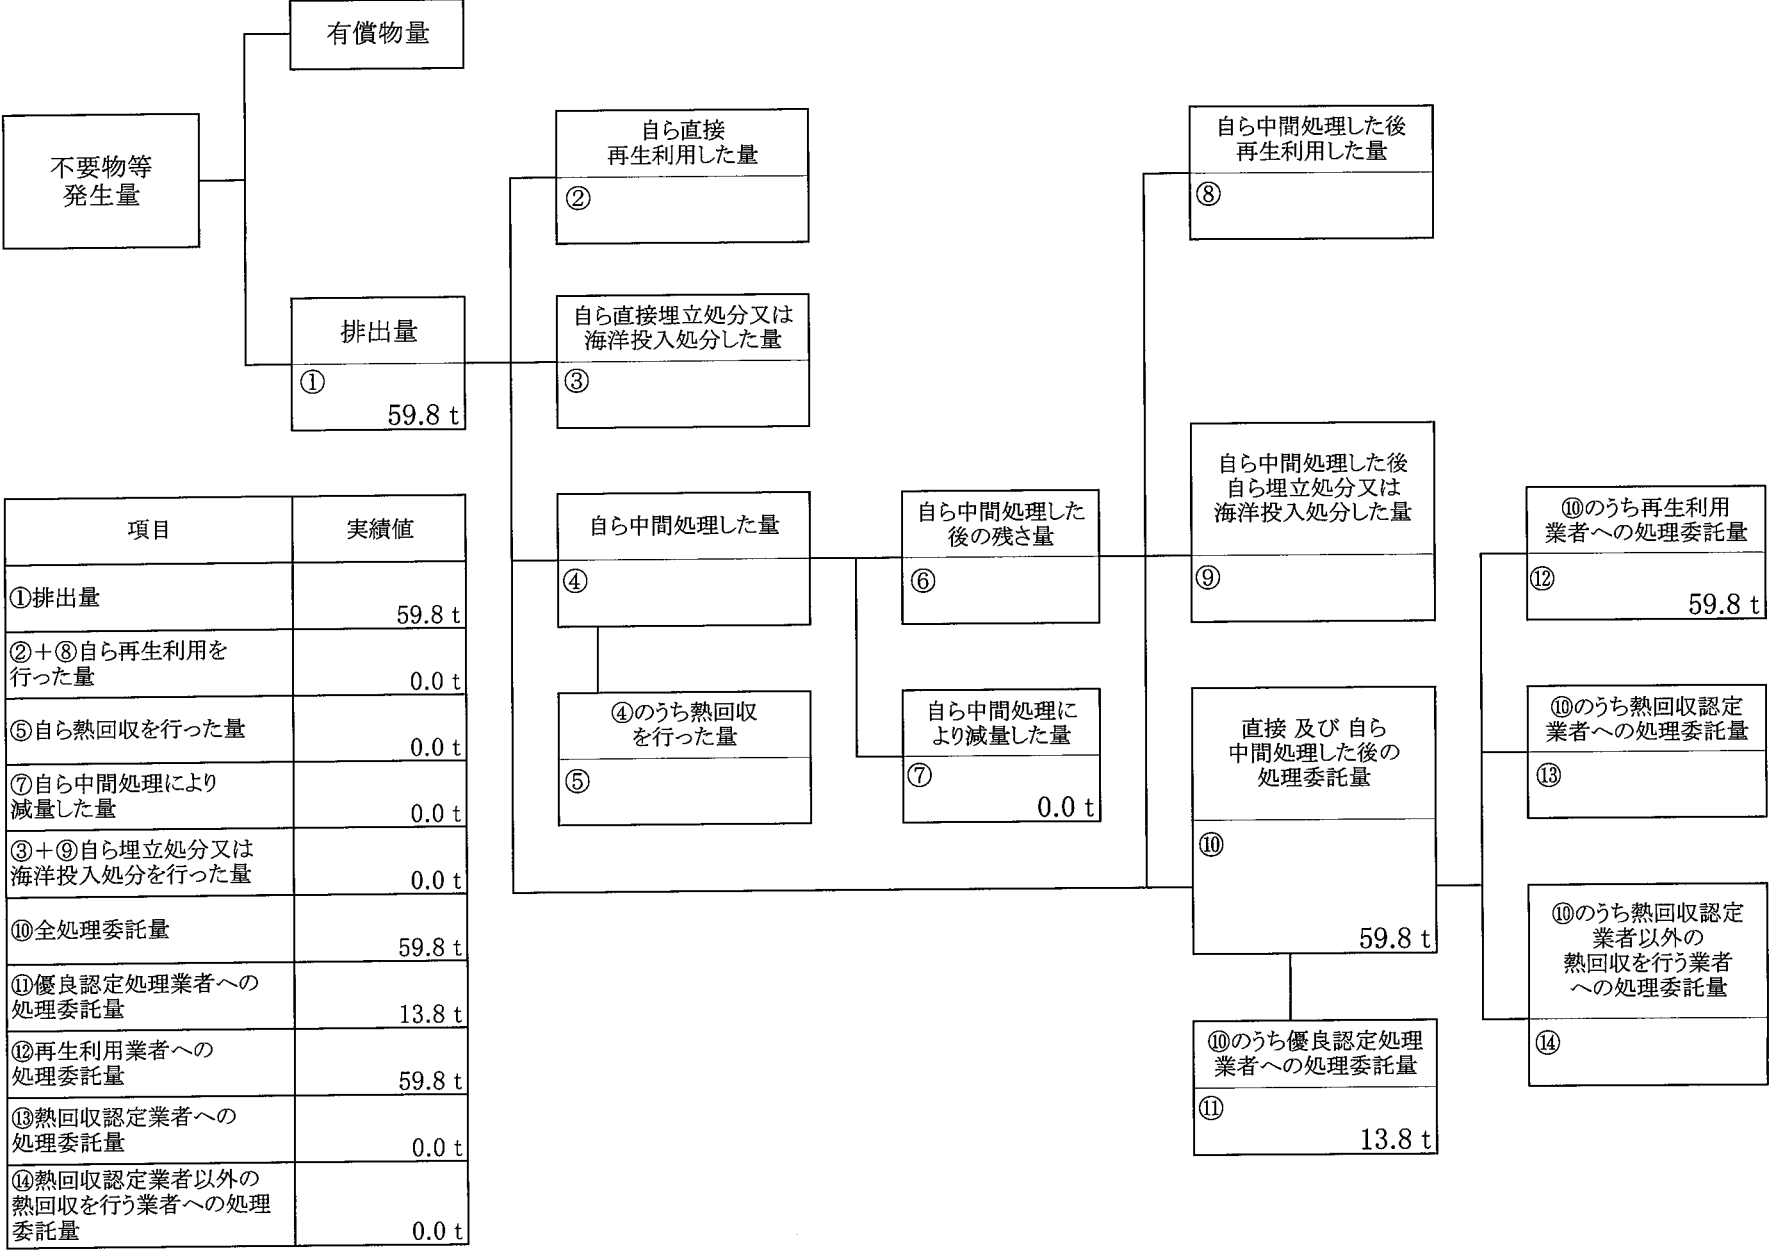 有償物量
不要物等
発生量
排出量
①
59.8 t
自ら直接
再生利用した量
②
自ら直接埋立処分又は
海洋投入処分した量
③
自ら中間処理した量
④
④のうち熱回収
を行った量
⑤
自ら中間処理した
後の残さ量
⑥
自ら中間処理に
より減量した量
⑦
0.0 t
自ら中間処理した後
再生利用した量
⑧
自ら中間処理した後
自ら埋立処分又は
海洋投入処分した量
⑨
直接 及び 自ら
中間処理した後の
処理委託量
⑩
59.8 t
⑩のうち優良認定処理
業者への処理委託量
⑪
13.8 t
⑩のうち再生利用
業者への処理委託量
⑫
59.8 t
⑩のうち熱回収認定
業者への処理委託量
⑬
⑩のうち熱回収認定
業者以外の
熱回収を行う業者
への処理委託量
⑭
項目 実績値
①排出量
59.8 t
②＋⑧自ら再生利用を
行った量
0.0 t
⑤自ら熱回収を行った量
0.0 t
⑦自ら中間処理により
減量した量
0.0 t
③＋⑨自ら埋立処分又は
海洋投入処分を行った量
0.0 t
⑩全処理委託量
59.8 t
⑪優良認定処理業者への
処理委託量
13.8 t
⑫再生利用業者への
処理委託量
59.8 t
⑬熱回収認定業者への
処理委託量
0.0 t
⑭熱回収認定業者以外の
熱回収を行う業者への処理
委託量
0.0 t